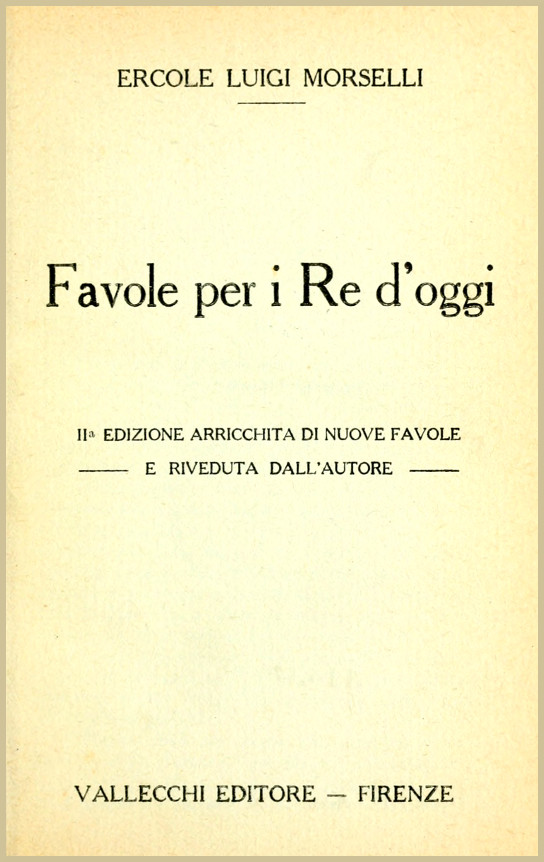 ERCOLE LUIGI MORSELLI
Favole per i Re d'oggi
IIª EDIZIONE ARRICCHITA DI NUOVE FAVOLE
E RIVEDUTA DALL'AUTORE
VALLECCHI EDITORE — FIRENZE